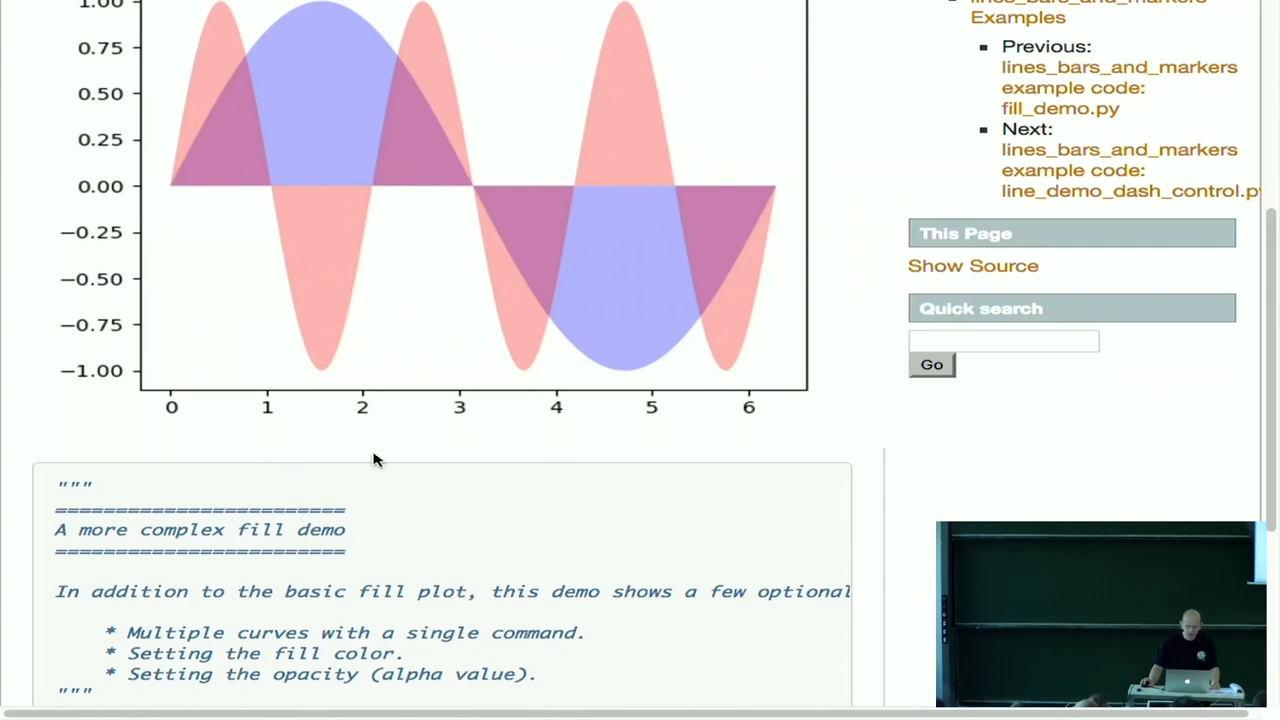 1.00
0.75
0.50
0.25
0.00
−0.25
−0.50
−0.75
−1.00
0 1 2 3 4 5 6
"""
========================
A more complex fill demo
========================
In addition to the basic fill plot, this demo shows a few optional
* Multiple curves with a single command.
* Setting the fill color.
* Setting the opacity (alpha value).
"""
lines_bars_and_markers
Examples
Previous:
lines_bars_and_markers
example code:
fill_demo.py
Next:
lines_bars_and_markers
example code:
line_demo_dash_control.py
This Page
Show Source
Quick search
Go